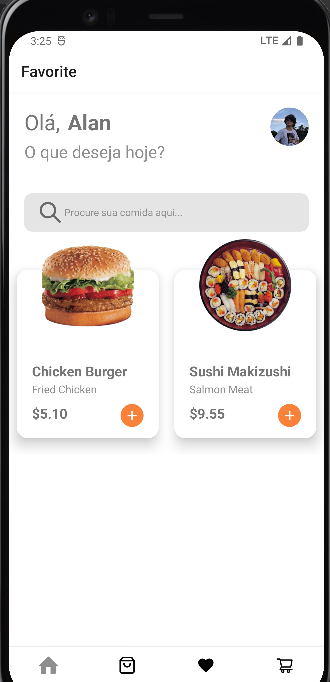 3:25 LTE
Favorite
Olá, Alan
O que deseja hoje?
Procure sua comida aqui...
Chicken Burger
Fried Chicken
$5.10
Sushi Makizushi
Salmon Meat
$9.55